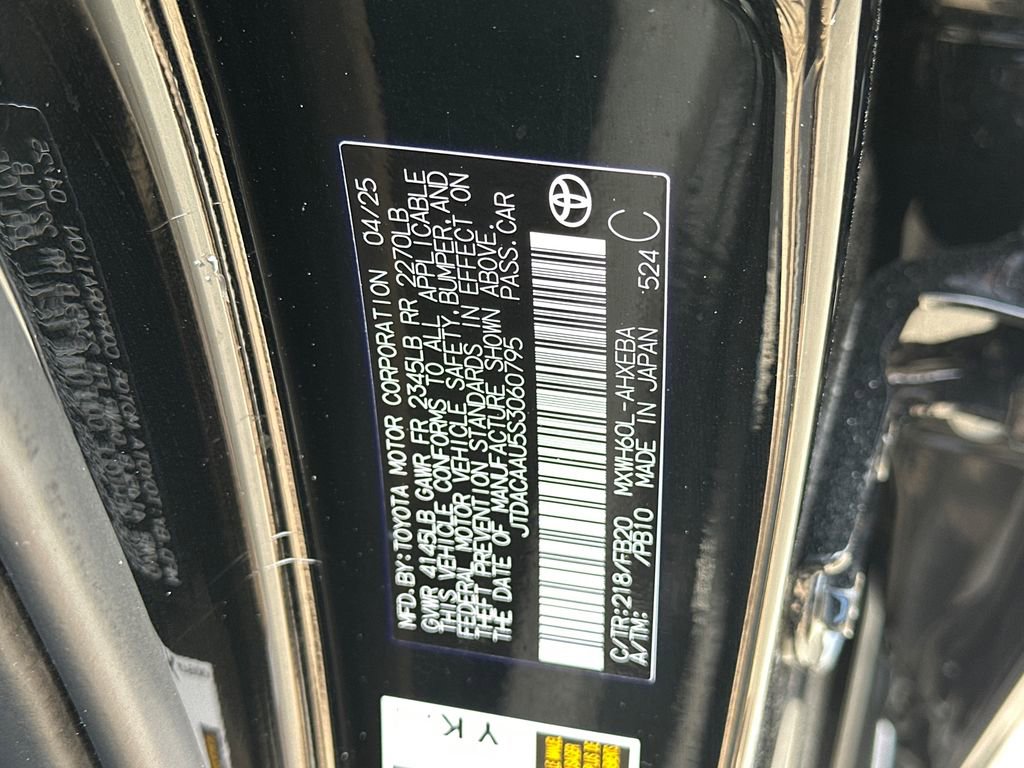 MFD.BY:TOYOTA MOTOR CORPORATION 04/25
GVWR 4145LB GAWR FR 2345LB RR 2270LB
THIS VEHICLE CONFORMS TO ALL APPLICABLE
FEDERAL MOTOR VEHICLE SAFETY,BUMPER,AND
THEFT PREVENTION STANDARDS IN EFFECT ON
THE DATE OF MANUFACTURE SHOWN ABOVE.
JTDACAAU5S3060795 PASS.CAR
C/TR:218/FB20 MXWH60L-AHXEBA 524 C
A/TM: /PB10 MADE IN JAPAN
Y K